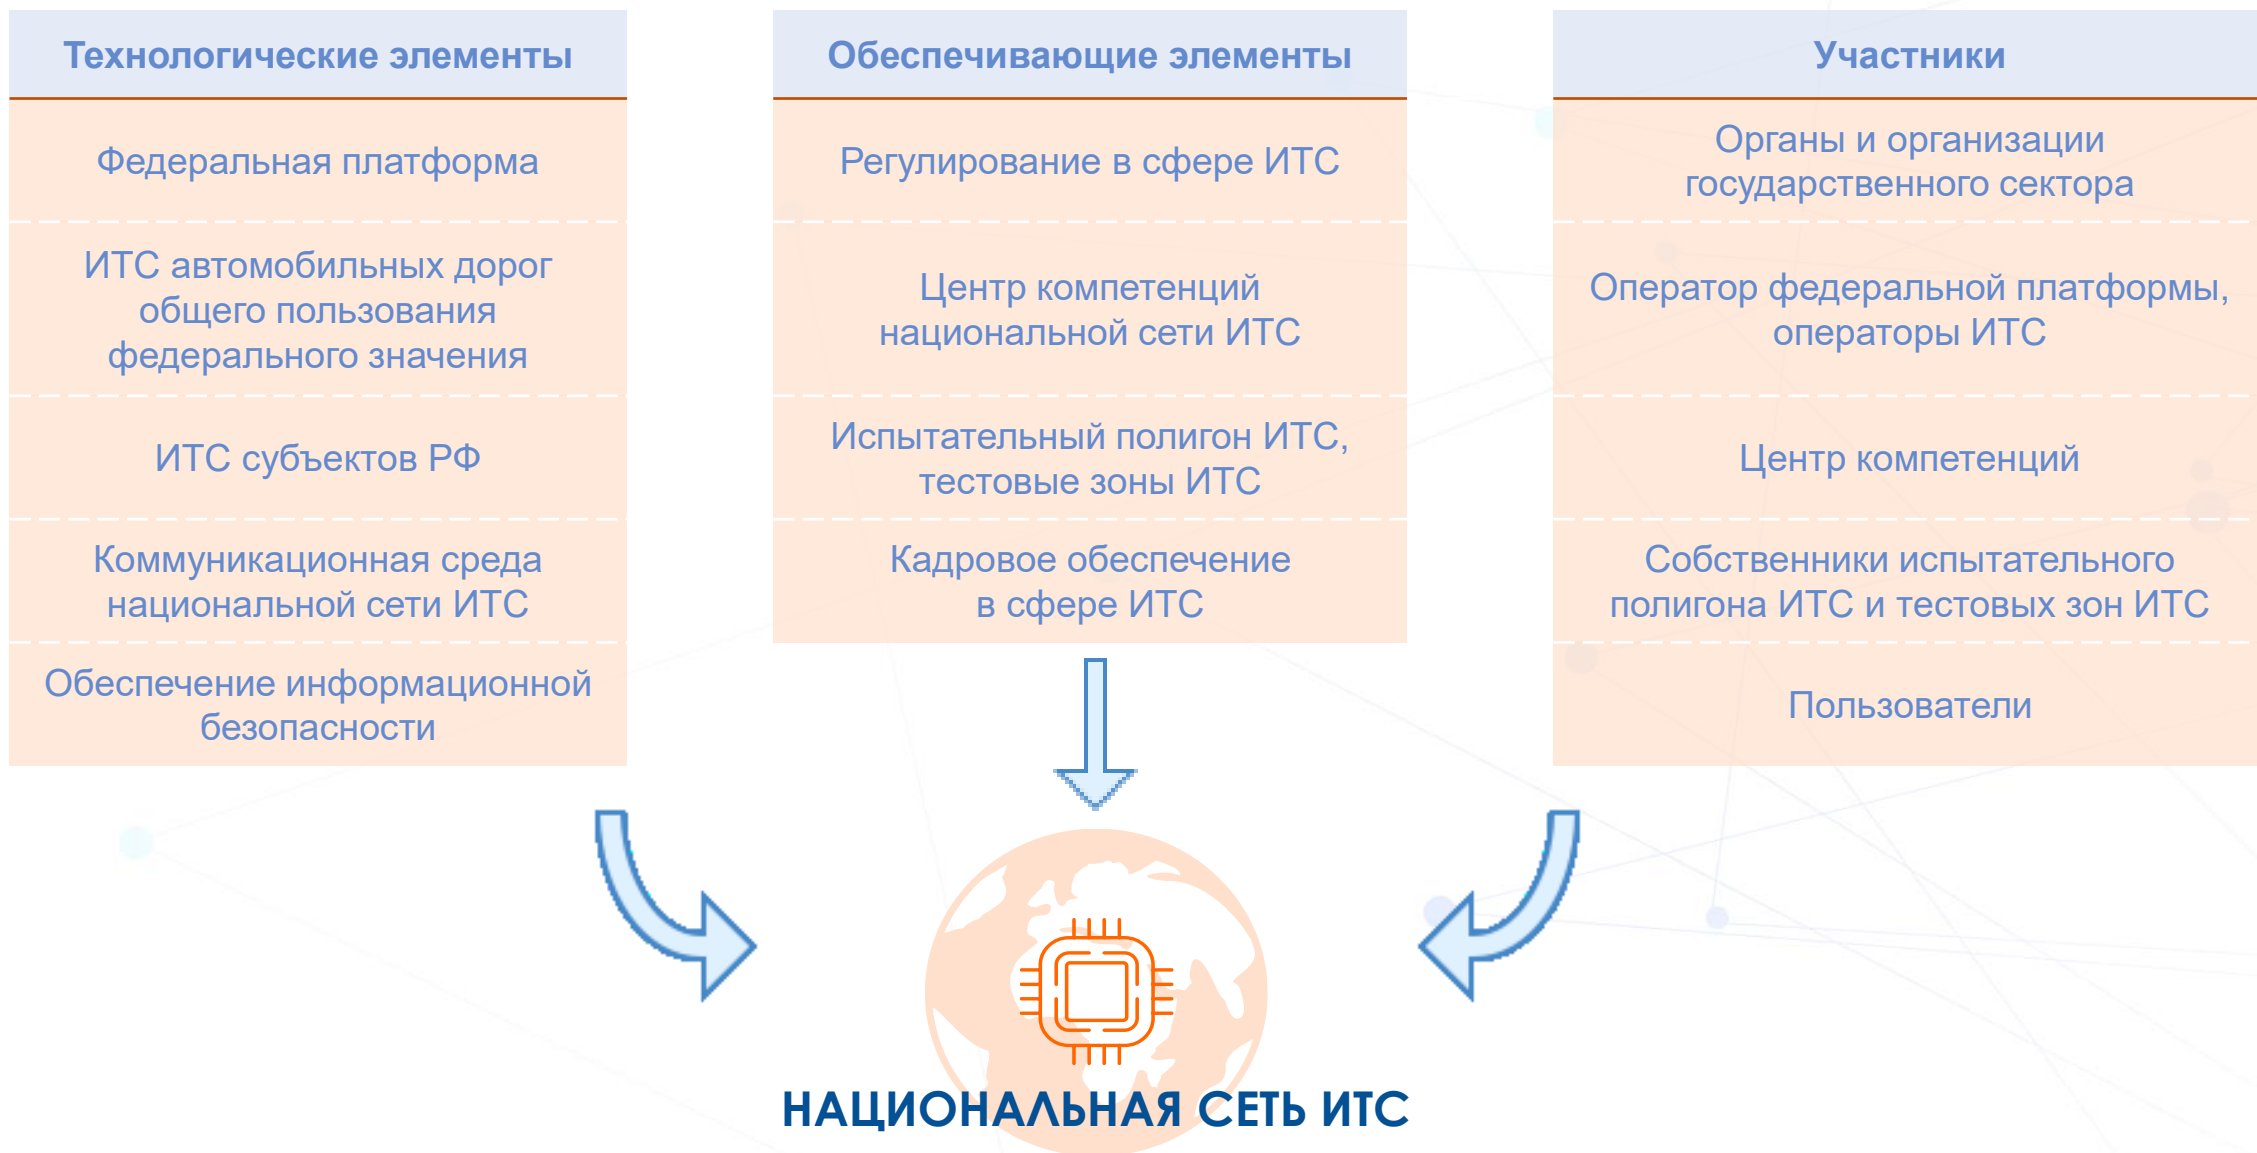 Технологические элементы
Федеральная платформа
ИТС автомобильных дорог
общего пользования
федерального значения
ИТС субъектов РФ
Коммуникационная среда
национальной сети ИТС
Обеспечение информационной
безопасности
Обеспечивающие элементы
Регулирование в сфере ИТС
Центр компетенций
национальной сети ИТС
Испытательный полигон ИТС,
тестовые зоны ИТС
Кадровое обеспечение
в сфере ИТС
Участники
Органы и организации
государственного сектора
Оператор федеральной платформы,
операторы ИТС
Центр компетенций
Собственники испытательного
полигона ИТС и тестовых зон ИТС
Пользователи
НАЦИОНАЛЬНАЯ СЕТЬ ИТС